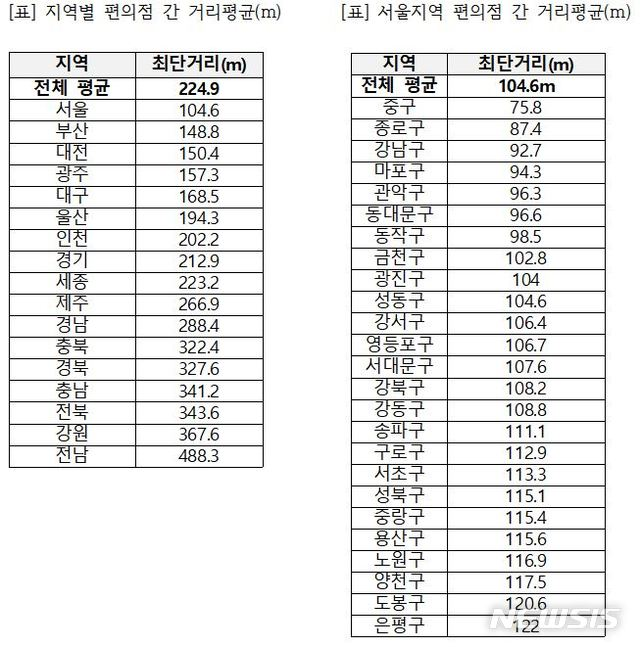 [표] 지역별 편의점 간 거리평균(m)
지역 최단거리(m)
전체 평균 224.9
서울 104.6
부산 148.8
대전 150.4
광주 157.3
대구 168.5
울산 194.3
인천 202.2
경기 212.9
세종 223.2
제주 266.9
경남 288.4
충북 322.4
경북 327.6
충남 341.2
전북 343.6
강원 367.6
전남 488.3
[표] 서울지역 편의점 간 거리평균(m)
지역 최단거리(m)
전체 평균 104.6m
중구 75.8
종로구 87.4
강남구 92.7
마포구 94.3
관악구 96.3
동대문구 96.6
동작구 98.5
금천구 102.8
광진구 104
성동구 104.6
강서구 106.4
영등포구 106.7
서대문구 107.6
강북구 108.2
강동구 108.8
송파구 111.1
구로구 112.9
서초구 113.3
성북구 115.1
중랑구 115.4
용산구 115.6
노원구 116.9
양천구 117.5
도봉구 120.6
은평구 122
NEWSIS